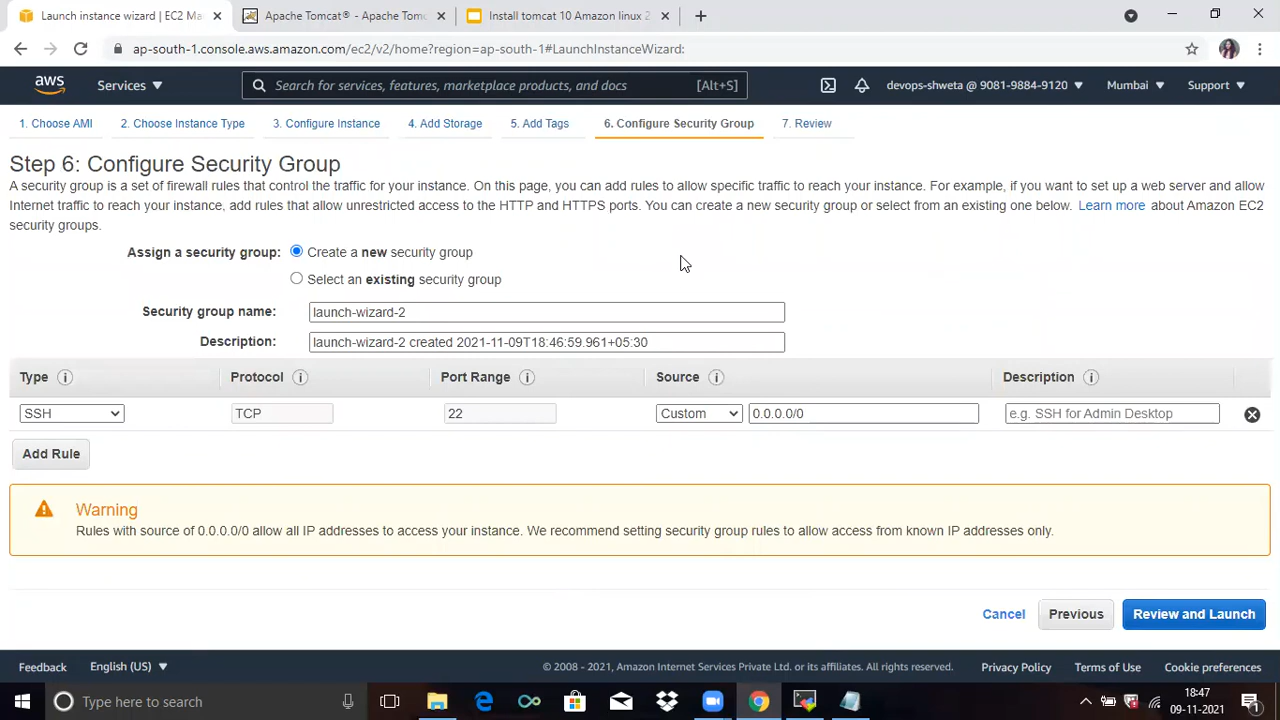 Launch instance wizard | EC2 Ma
Apache Tomcat® - Apache Tomc
Install tomcat 10 Amazon linux 2
ap-south-1.console.aws.amazon.com/ec2/v2/home?region=ap-south-1#LaunchInstanceWizard:
aws
Services
Search for services, features, marketplace products, and docs
[Alt+S]
devops-shweta @ 9081-9884-9120
Mumbai
Support
1. Choose AMI
2. Choose Instance Type
3. Configure Instance
4. Add Storage
5. Add Tags
6. Configure Security Group
7. Review
Step 6: Configure Security Group
A security group is a set of firewall rules that control the traffic for your instance. On this page, you can add rules to allow specific traffic to reach your instance. For example, if you want to set up a web server and allow
Internet traffic to reach your instance, add rules that allow unrestricted access to the HTTP and HTTPS ports. You can create a new security group or select from an existing one below. Learn more about Amazon EC2
security groups.
Assign a security group: Create a new security group
Select an existing security group
Security group name: launch-wizard-2
Description: launch-wizard-2 created 2021-11-09T18:46:59.961+05:30
Type i Protocol i Port Range i Source i Description i
SSH TCP 22 Custom 0.0.0.0/0 e.g. SSH for Admin Desktop
Add Rule
Warning
Rules with source of 0.0.0.0/0 allow all IP addresses to access your instance. We recommend setting security group rules to allow access from known IP addresses only.
Cancel
Previous
Review and Launch
Feedback
English (US)
© 2008 - 2021, Amazon Internet Services Private Ltd. or its affiliates. All rights reserved.
Privacy Policy
Terms of Use
Cookie preferences
Type here to search
18:47
09-11-2021
1